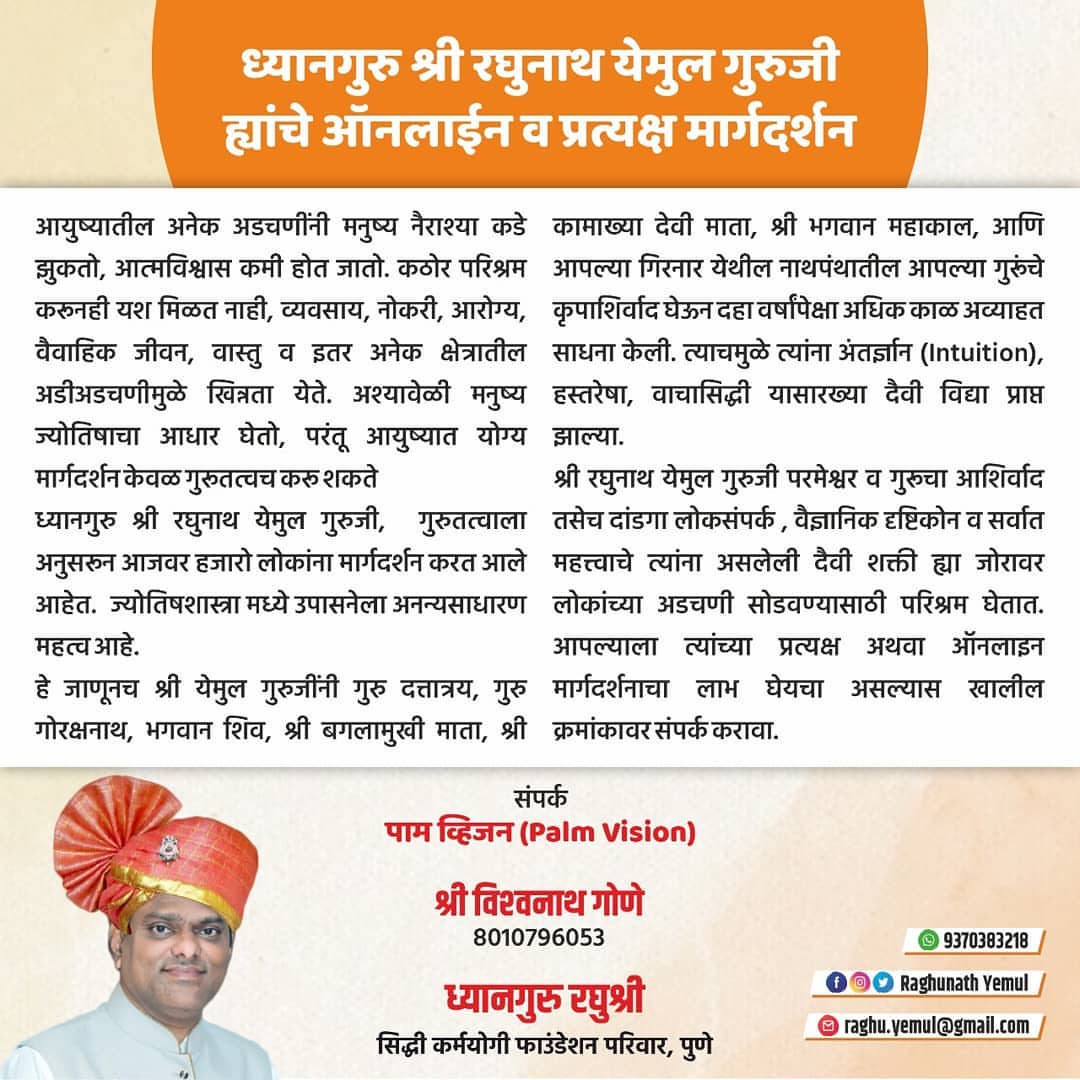 ध्यानगुरु श्री रघुनाथ येमुल गुरुजी
ह्यांचे ऑनलाईन व प्रत्यक्ष मार्गदर्शन
आयुष्यातील अनेक अडचणींनी मनुष्य नैराश्या कडे
झुकतो, आत्मविश्वास कमी होत जातो. कठोर परिश्रम
करूनही यश मिळत नाही, व्यवसाय, नोकरी, आरोग्य,
वैवाहिक जीवन, वास्तु व इतर अनेक क्षेत्रातील
अडीअडचणीमुळे खिन्नता येते. अश्यावेळी मनुष्य
ज्योतिषाचा आधार घेतो, परंतू आयुष्यात योग्य
मार्गदर्शन केवळ गुरुतत्वच करू शकते
ध्यानगुरु श्री रघुनाथ येमुल गुरुजी, गुरुतत्वाला
अनुसरून आजवर हजारो लोकांना मार्गदर्शन करत आले
आहेत. ज्योतिषशास्त्रा मध्ये उपासनेला अनन्यसाधारण
महत्व आहे.
हे जाणूनच श्री येमुल गुरुजींनी गुरु दत्तात्रय, गुरु
गोरक्षनाथ, भगवान शिव, श्री बगलामुखी माता, श्री
कामाख्या देवी माता, श्री भगवान महाकाल, आणि
आपल्या गिरनार येथील नाथपंथातील आपल्या गुरूंचे
कृपाशिर्वाद घेऊन दहा वर्षांपेक्षा अधिक काळ अव्याहत
साधना केली. त्याचमुळे त्यांना अंतर्ज्ञान (Intuition),
हस्तरेषा, वाचासिद्धी यासारख्या दैवी विद्या प्राप्त
झाल्या.
श्री रघुनाथ येमुल गुरुजी परमेश्वर व गुरूचा आशिर्वाद
तसेच दांडगा लोकसंपर्क , वैज्ञानिक दृष्टिकोन व सर्वात
महत्त्वाचे त्यांना असलेली दैवी शक्ती ह्या जोरावर
लोकांच्या अडचणी सोडवण्यासाठी परिश्रम घेतात.
आपल्याला त्यांच्या प्रत्यक्ष अथवा ऑनलाइन
मार्गदर्शनाचा लाभ घेयचा असल्यास खालील
क्रमांकावर संपर्क करावा.
संपर्क
पाम व्हिजन (Palm Vision)
श्री विश्वनाथ गोणे
8010796053
ध्यानगुरु रघुश्री
सिद्धी कर्मयोगी फाउंडेशन परिवार, पुणे
9370383218
Raghunath Yemul
raghu.yemul@gmail.com